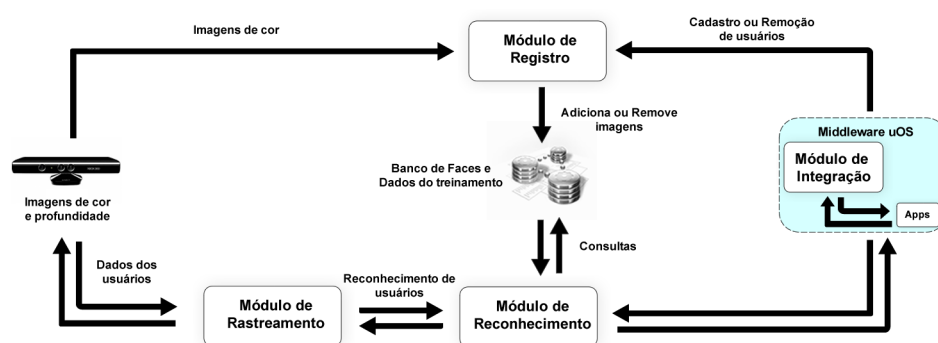 Imagens de cor
Módulo de
Registro
Cadastro ou Remoção
de usuários
Adiciona ou Remove
imagens
Middleware uOS
Módulo de
Integração
Apps
Banco de Faces e
Dados do treinamento
Imagens de cor
e profundidade
Consultas
Dados dos
usuários
Reconhecimento de
usuários
Módulo de
Rastreamento
Módulo de
Reconhecimento